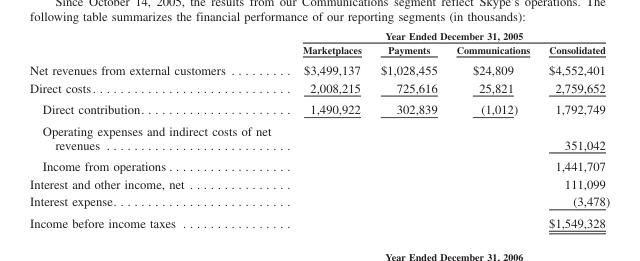 Since October 14, 2005, the results from our Communications segment reflect Skype's operations. The
following table summarizes the financial performance of our reporting segments (in thousands):
Year Ended December 31, 2005
Marketplaces Payments Communications Consolidated
Net revenues from external customers ......... $3,499,137 $1,028,455 $24,809 $4,552,401
Direct costs.............................. 2,008,215 725,616 25,821 2,759,652
Direct contribution...................... 1,490,922 302,839 (1,012) 1,792,749
Operating expenses and indirect costs of net
revenues ........................... 351,042
Income from operations.................. 1,441,707
Interest and other income, net ............... 111,099
Interest expense.......................... (3,478)
Income before income taxes ................ $1,549,328
Year Ended December 31, 2006